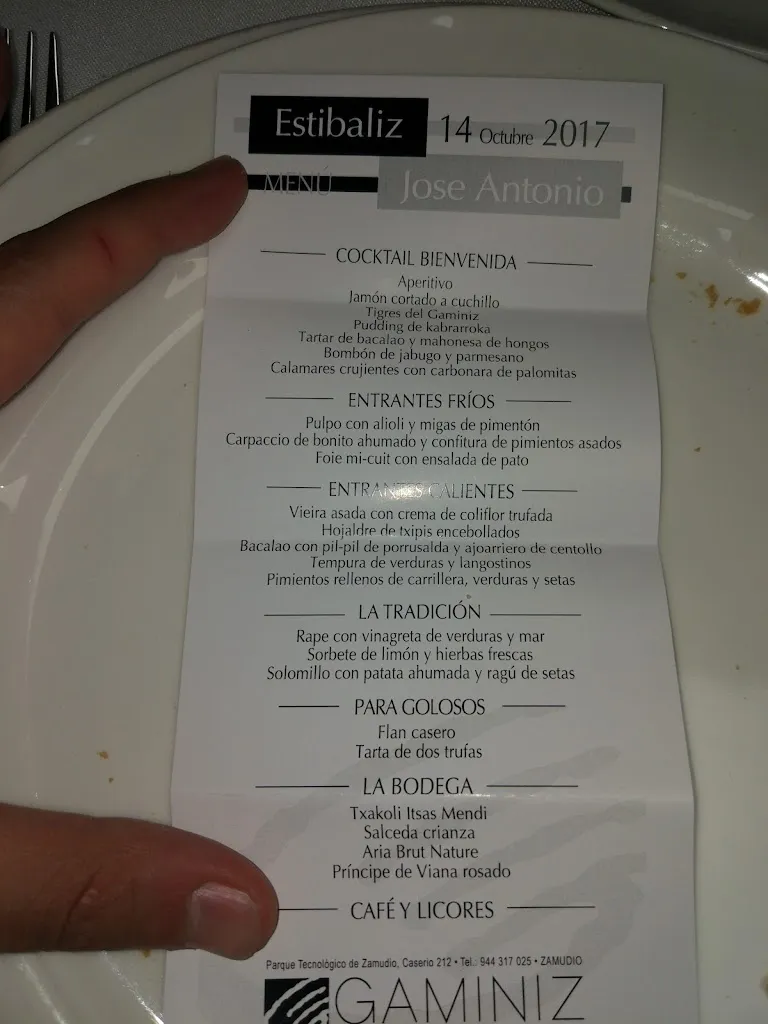 Estibaliz 14 Octubre 2017
MENÚ Jose Antonio
COCKTAIL BIENVENIDA
Aperitivo
Jamón cortado a cuchillo
Tigres del Gaminiz
Pudding de kabrarroka
Tartar de bacalao y mahonesa de hongos
Bombón de jabugo y parmesano
Calamares crujientes con carbonara de palomitas
ENTRANTES FRÍOS
Pulpo con alioli y migas de pimentón
Carpaccio de bonito ahumado y confitura de pimientos asados
Foie mi-cuit con ensalada de pato
ENTRANTES CALIENTES
Vieira asada con crema de coliflor trufada
Hojaldre de txipis encebollados
Bacalao con pil-pil de porrusalda y ajoarriero de centollo
Tempura de verduras y langostinos
Pimientos rellenos de carrillera, verduras y setas
LA TRADICIÓN
Rape con vinagreta de verduras y mar
Sorbete de limón y hierbas frescas
Solomillo con patata ahumada y ragú de setas
PARA GOLOSOS
Flan casero
Tarta de dos trufas
LA BODEGA
Txakoli Itsas Mendi
Salceda crianza
Aria Brut Nature
Príncipe de Viana rosado
CAFÉ Y LICORES
Parque Tecnológico de Zamudio, Caserio 212 • Tel.: 944 317 025 • ZAMUDIO
GAMINIZ